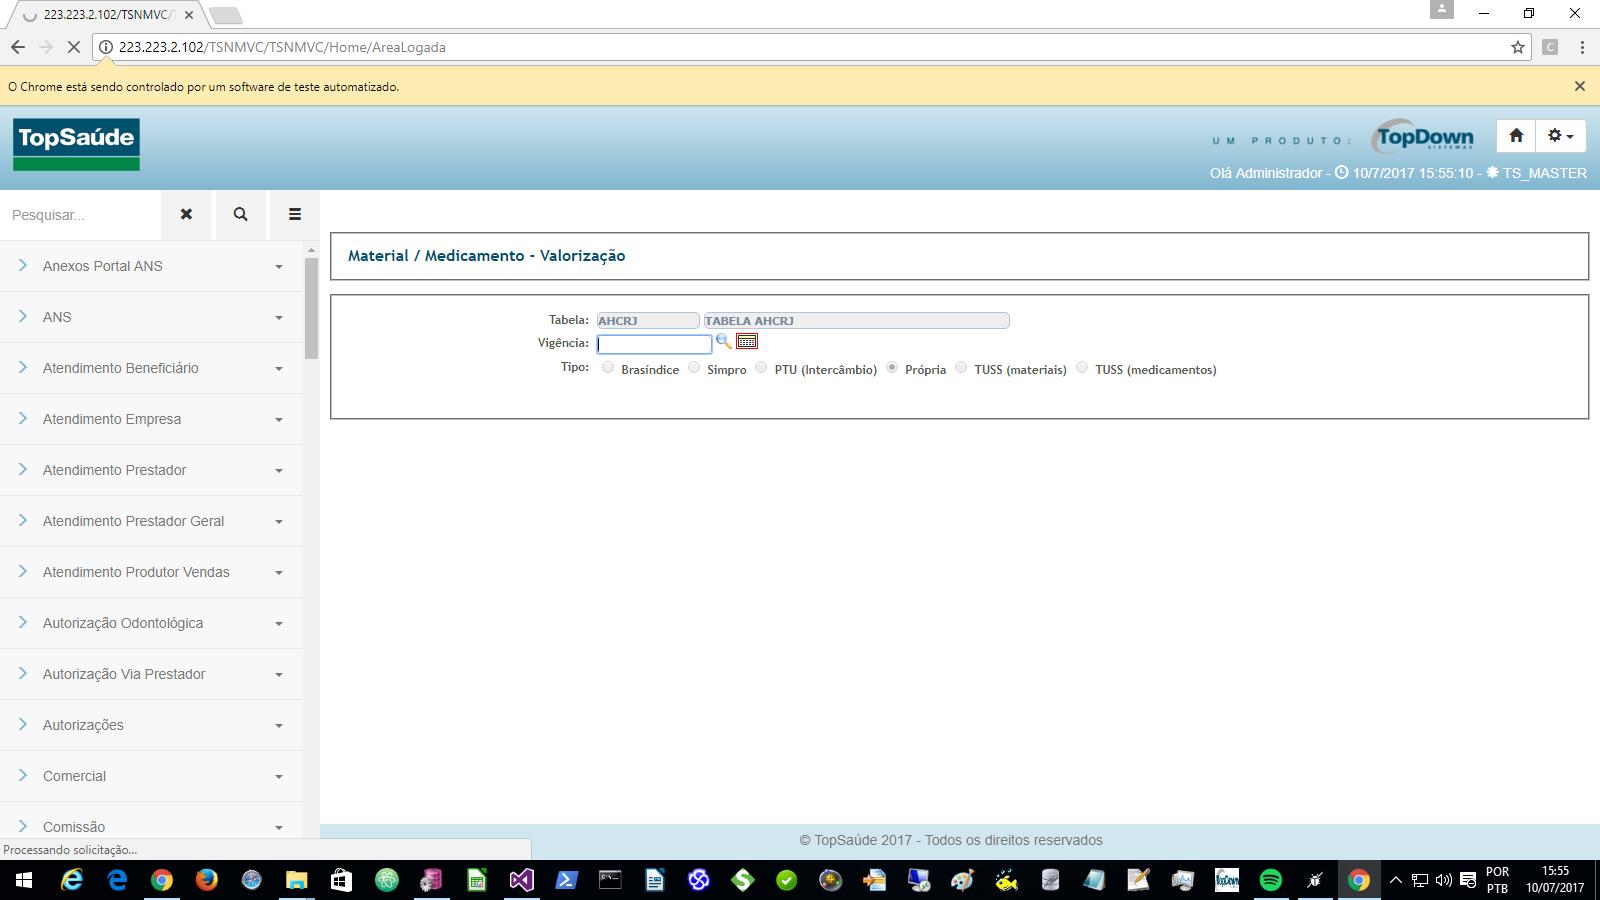 223.223.2.102/TSNMVC/T
223.223.2.102/TSNMVC/TSNMVC/Home/AreaLogada
C
O Chrome está sendo controlado por um software de teste automatizado.
TopSaúde
UM PRODUTO:
TopDown
SISTEMAS
Olá Administrador - 10/7/2017 15:55:10 - TS_MASTER
Pesquisar...
Anexos Portal ANS
ANS
Atendimento Beneficiário
Atendimento Empresa
Atendimento Prestador
Atendimento Prestador Geral
Atendimento Produtor Vendas
Autorização Odontológica
Autorização Via Prestador
Autorizações
Comercial
Comissão
Material / Medicamento - Valorização
Tabela: AHCRJ TABELA AHCRJ
Vigência:
Tipo: Brasíndice Simpro PTU (Intercâmbio) Própria TUSS (materiais) TUSS (medicamentos)
© TopSaúde 2017 - Todos os direitos reservados
Processando solicitação...
TopDown
POR
PTB
15:55
10/07/2017